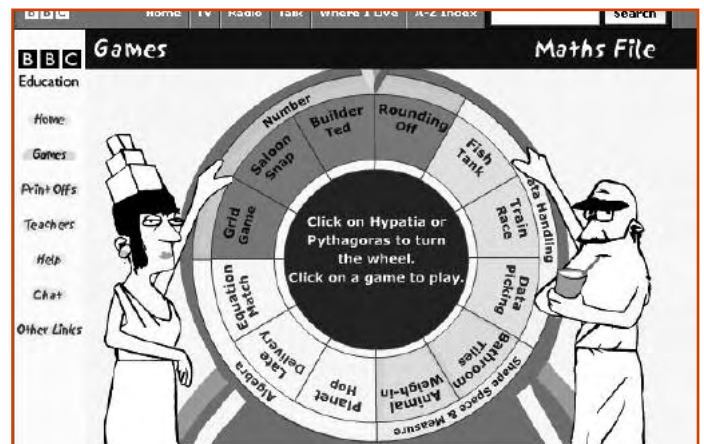 BBC Home TV Radio Talk Where I Live A-Z Index Search
BBC Games Maths File
Education
Home
Games
Print Offs
Teachers
Help
Chat
Other Links
Number
Grid Game
Saloon Snap
Builder Ted
Rounding Off
Data Handling
Fish Tank
Train Race
Data Picking
Shape Space & Measure
Bathroom Tiles
Animal Weigh-in
Algebra
Planet Hop
Late Delivery
Equation Match
Click on Hypatia or
Pythagoras to turn
the wheel.
Click on a game to play.